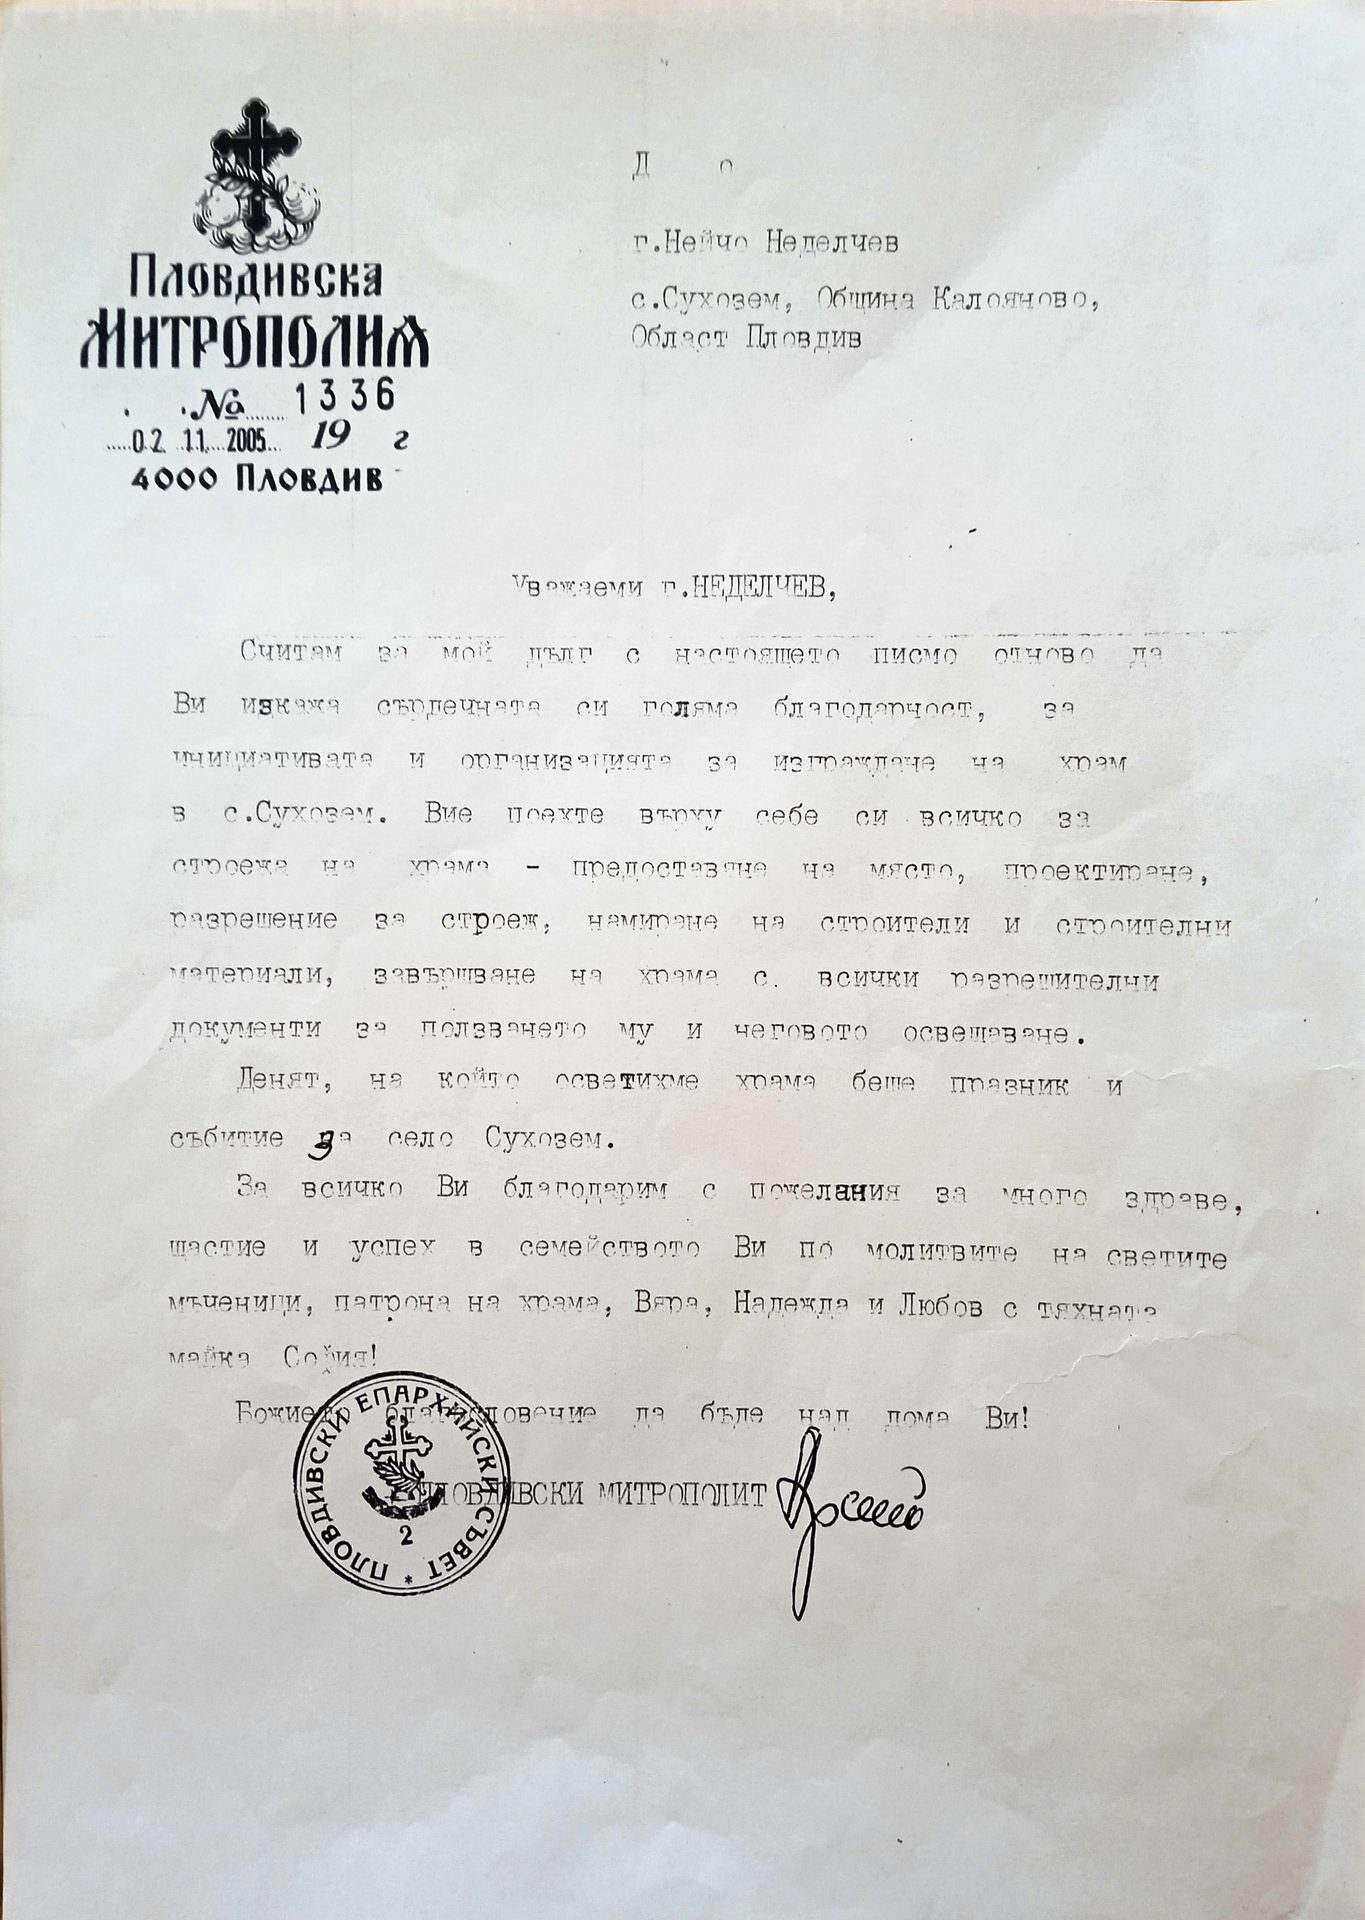 Пловдивска
Митрополия
№ 1336
02.11.2005 19 г
4000 Пловдив
До
г.Нейчо Неделчев
с.Сухозем, Община Калояново,
Област Пловдив
Уважаеми г.НЕДЕЛЧЕВ,
Считам за мой дълг с настоящето писмо отново да
Ви изкажа сърдечната си голяма благодарност, за
инициативата и организацията за изграждане на храм
в с.Сухозем. Вие поехте върху себе си всичко за
строежа на храма - предоставяне на място, проектиране,
разрешение за строеж, намиране на строители и строителни
материали, завършване на храма с. всички разрешителни
документи за ползването му и неговото освещаване.
Денят, на който осветихме храма беше празник и
събитие за село Сухозем.
За всичко Ви благодарим с пожелания за много здраве,
щастие и успех в семейството Ви по молитвите на светите
мъченици, патрона на храма, Вяра, Надежда и Любов с тяхната
майка София!
Божието благословение да бъде над дома Ви!
ПЛОВДИВСКИ МИТРОПОЛИТ Арсений
ПЛОВДИВСКИ ЕПАРХИЙСКИ СЪВЕТ *
2